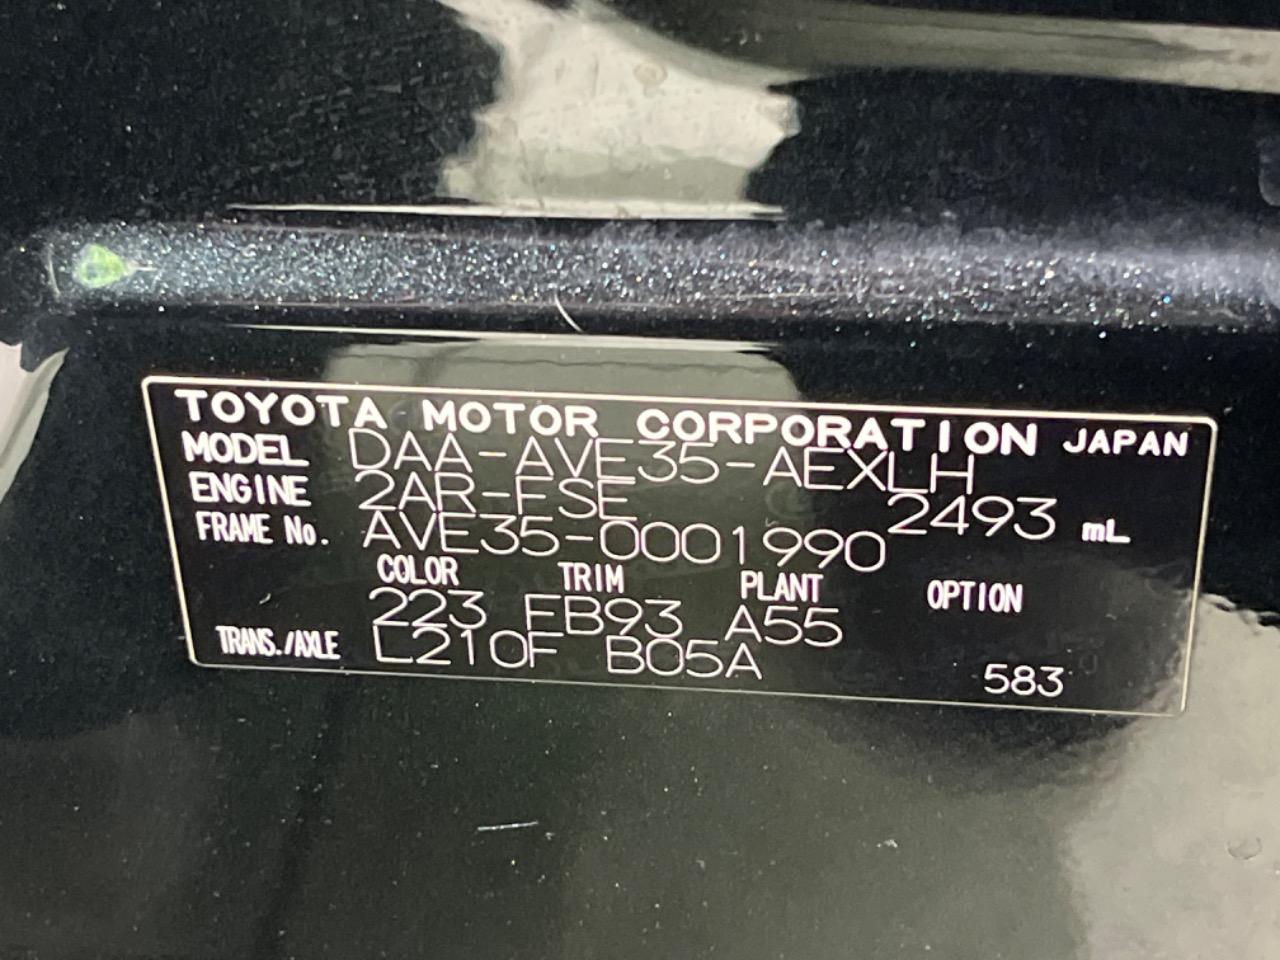 TOYOTA MOTOR CORPORATION JAPAN
MODEL DAA-AVE35-AEXLH
ENGINE 2AR-FSE 2493 mL
FRAME No. AVE35-0001990
COLOR TRIM PLANT OPTION
223 FB93 A55
TRANS./AXLE L210F B05A 583